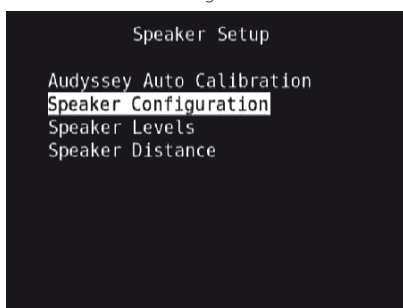 Speaker Setup
Audyssey Auto Calibration
Speaker Configuration
Speaker Levels
Speaker Distance